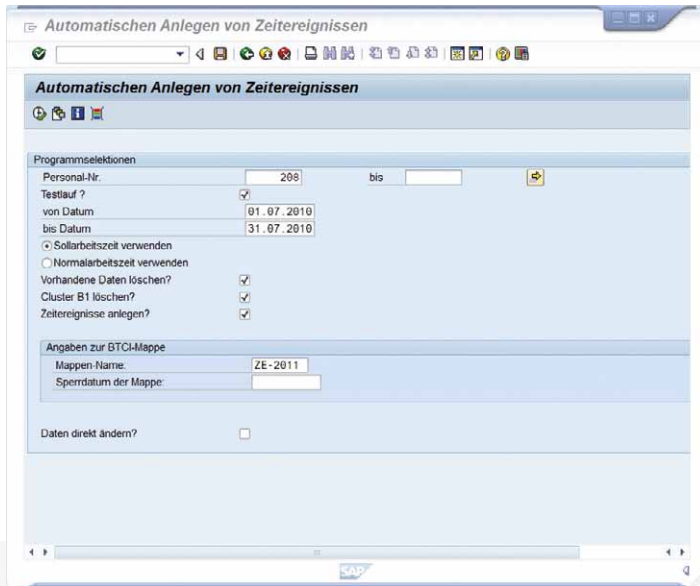 Automatischen Anlegen von Zeitereignissen
Automatischen Anlegen von Zeitereignissen
Programmselektionen
Personal-Nr. 208 bis
Testlauf ?
von Datum 01.07.2010
bis Datum 31.07.2010
Sollarbeitszeit verwenden
Normalarbeitszeit verwenden
Vorhandene Daten löschen?
Cluster B1 löschen?
Zeitereignisse anlegen?
Angaben zur BTCI-Mappe
Mappen-Name: ZE-2011
Sperrdatum der Mappe:
Daten direkt ändern?
SAP